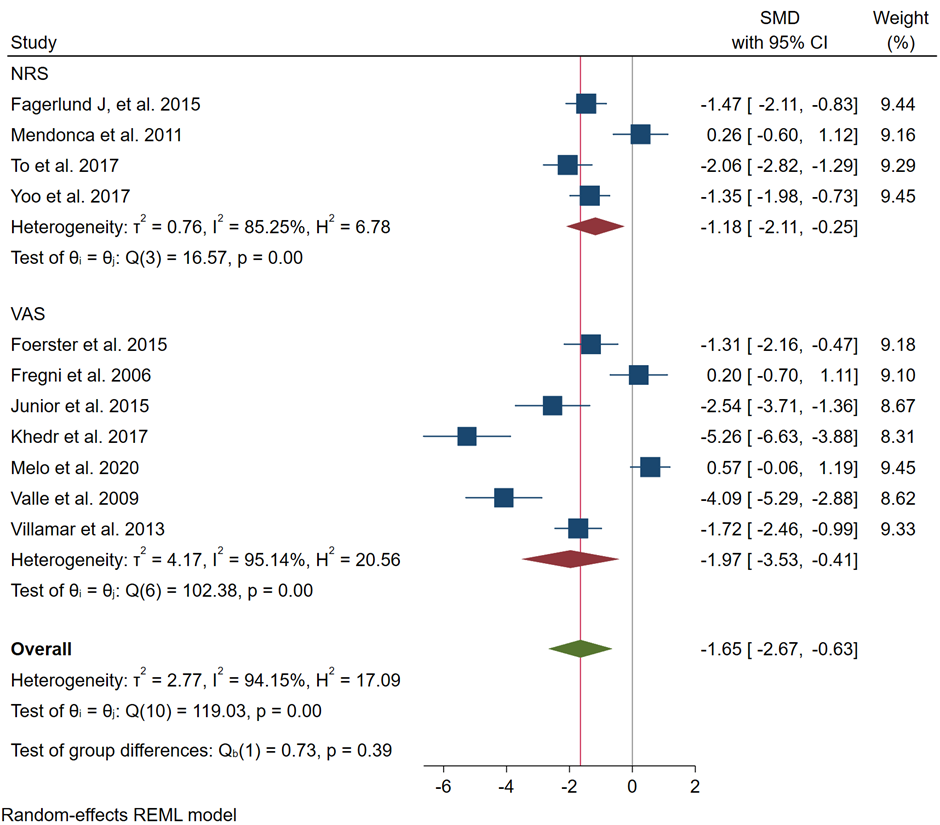 SMD Weight
Study with 95% CI (%)
NRS
Fagerlund J, et al. 2015 -1.47 [ -2.11, -0.83] 9.44
Mendonca et al. 2011 0.26 [ -0.60, 1.12] 9.16
To et al. 2017 -2.06 [ -2.82, -1.29] 9.29
Yoo et al. 2017 -1.35 [ -1.98, -0.73] 9.45
Heterogeneity: τ² = 0.76, I² = 85.25%, H² = 6.78 -1.18 [ -2.11, -0.25]
Test of θᵢ = θⱼ: Q(3) = 16.57, p = 0.00
VAS
Foerster et al. 2015 -1.31 [ -2.16, -0.47] 9.18
Fregni et al. 2006 0.20 [ -0.70, 1.11] 9.10
Junior et al. 2015 -2.54 [ -3.71, -1.36] 8.67
Khedr et al. 2017 -5.26 [ -6.63, -3.88] 8.31
Melo et al. 2020 0.57 [ -0.06, 1.19] 9.45
Valle et al. 2009 -4.09 [ -5.29, -2.88] 8.62
Villamar et al. 2013 -1.72 [ -2.46, -0.99] 9.33
Heterogeneity: τ² = 4.17, I² = 95.14%, H² = 20.56 -1.97 [ -3.53, -0.41]
Test of θᵢ = θⱼ: Q(6) = 102.38, p = 0.00
Overall -1.65 [ -2.67, -0.63]
Heterogeneity: τ² = 2.77, I² = 94.15%, H² = 17.09
Test of θᵢ = θⱼ: Q(10) = 119.03, p = 0.00
Test of group differences: Q_b(1) = 0.73, p = 0.39
-6 -4 -2 0 2
Random-effects REML model